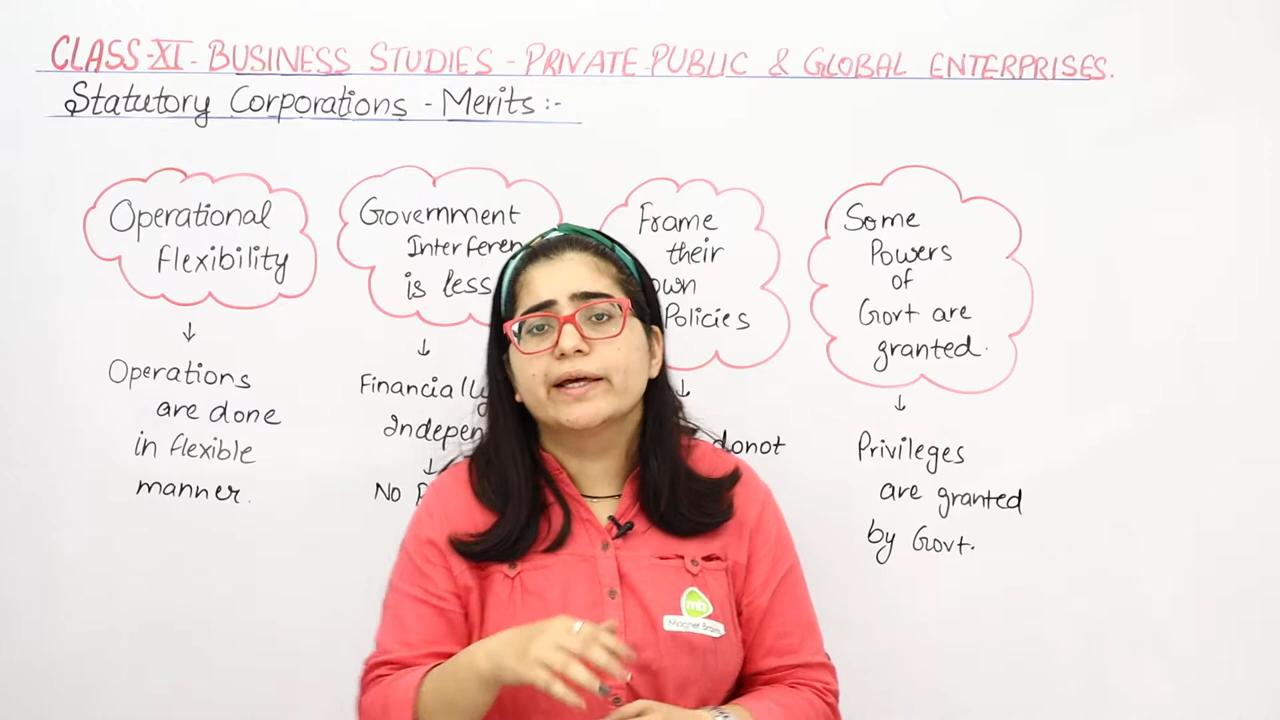 CLASS-XI - BUSINESS STUDIES - PRIVATE-PUBLIC & GLOBAL ENTERPRISES.
Statutory Corporations - Merits :-
Operational
Flexibility
↓
Operations
are done
in flexible
manner.
Government
is less
↓
Financially
↓
No
Frame
their
own
Policies
↓
donot
Some
Powers
of
Govt are
granted.
↓
Privileges
are granted
by Govt.
mb
Magnet Brains